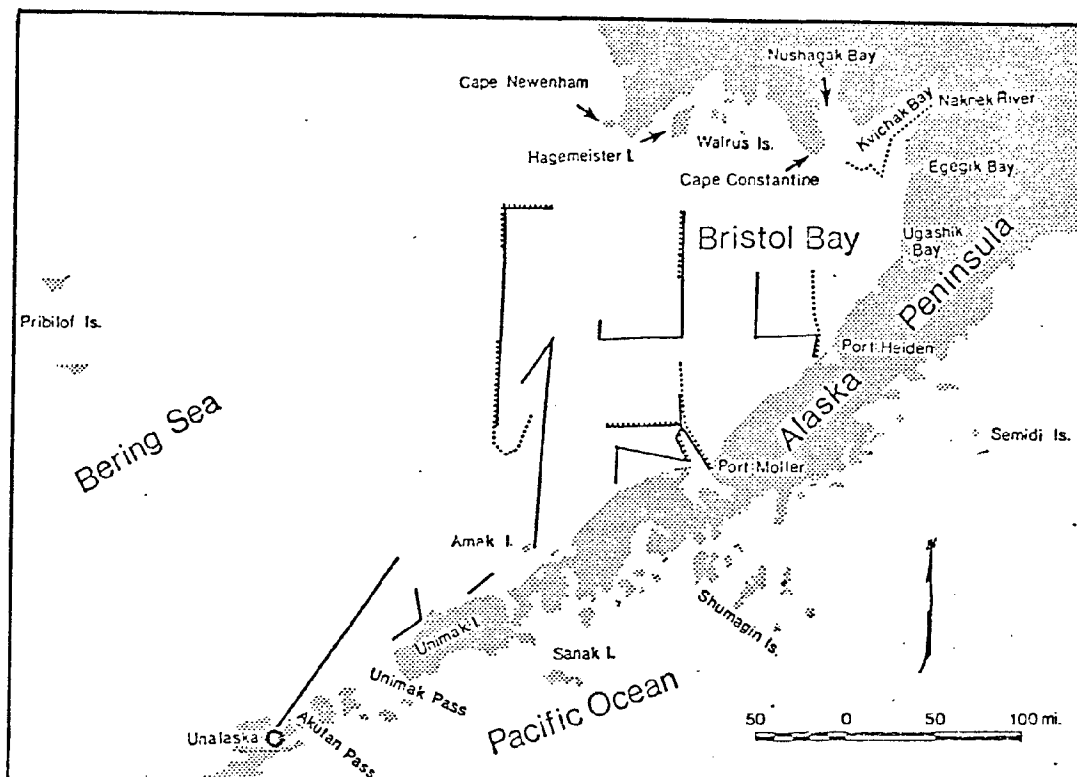 Nushagak Bay
Cape Newenham
Kvichak Bay
Naknek River
Hagemeister I.
Walrus Is.
Cape Constantine
Egegik Bay
Bristol Bay
Ugashik
Bay
Pribilof Is.
Port Heiden
Alaska Peninsula
Bering Sea
Semidi Is.
Port Moller
Amak I.
Shumagin Is.
Unimak I.
Sanak I.
Unimak Pass
Pacific Ocean
Unalaska
Akutan Pass
50 0 50 100 mi.